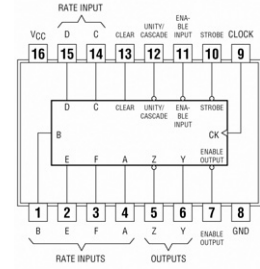 RATE INPUT
VCC D C CLEAR UNITY/CASCADE ENA-BLE INPUT STROBE CLOCK
16 15 14 13 12 11 10 9
D C CLEAR UNITY/CASCADE ENA-BLE INPUT STROBE
B CK
E F A Z Y ENABLE OUTPUT
1 2 3 4 5 6 7 8
B E F A Z Y ENABLE OUTPUT GND
RATE INPUTS OUTPUTS